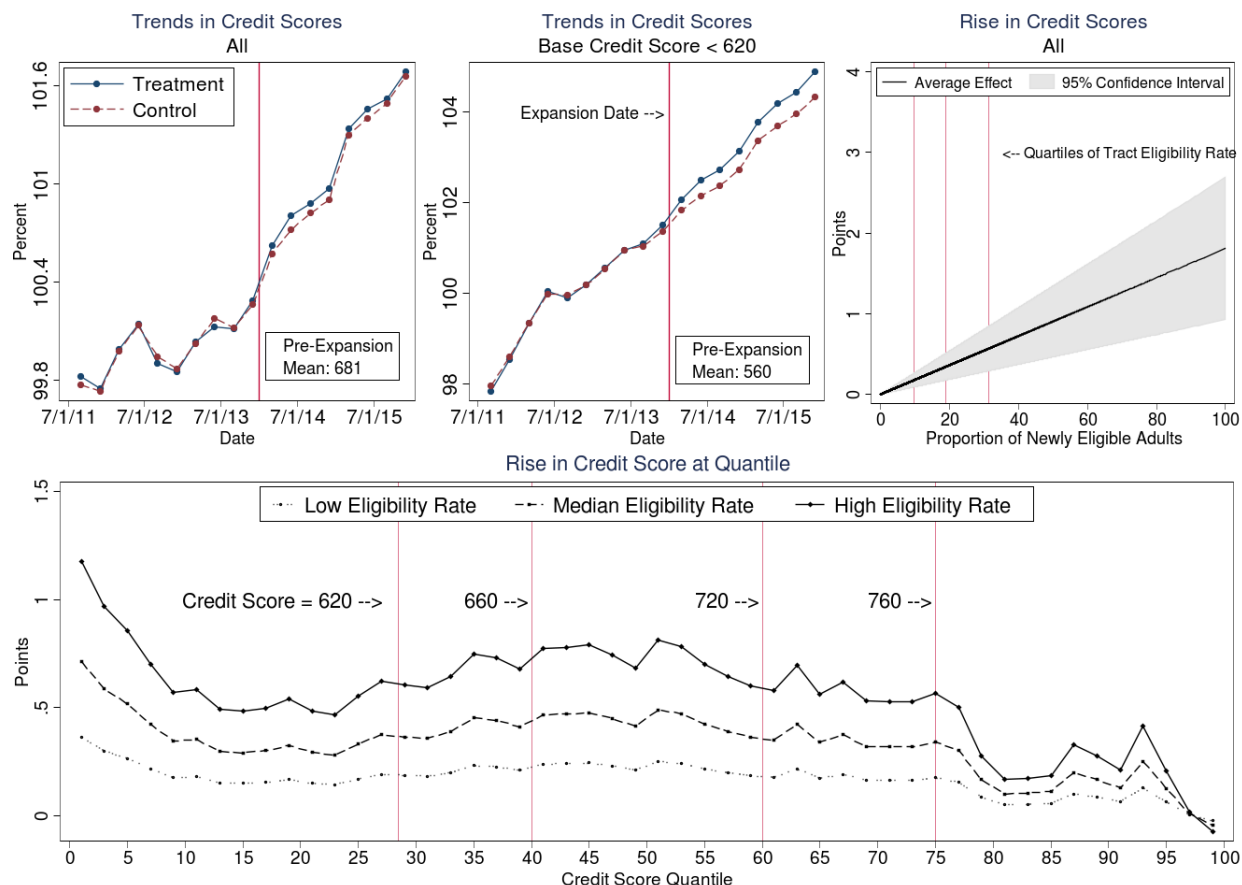 Trends in Credit Scores
All
101.6
101
100.4
99.8
Percent
Treatment
Control
Pre-Expansion
Mean: 681
7/1/11
7/1/12
7/1/13
7/1/14
7/1/15
Date
Trends in Credit Scores
Base Credit Score < 620
104
102
100
98
Percent
Expansion Date -->
Pre-Expansion
Mean: 560
7/1/11
7/1/12
7/1/13
7/1/14
7/1/15
Date
Rise in Credit Scores
All
4
3
2
1
0
Points
Average Effect
95% Confidence Interval
<-- Quartiles of Tract Eligibility Rate
0
20
40
60
80
100
Proportion of Newly Eligible Adults
Rise in Credit Score at Quantile
1.5
1
.5
0
Points
Low Eligibility Rate
Median Eligibility Rate
High Eligibility Rate
Credit Score = 620 -->
660 -->
720 -->
760 -->
0
5
10
15
20
25
30
35
40
45
50
55
60
65
70
75
80
85
90
95
100
Credit Score Quantile